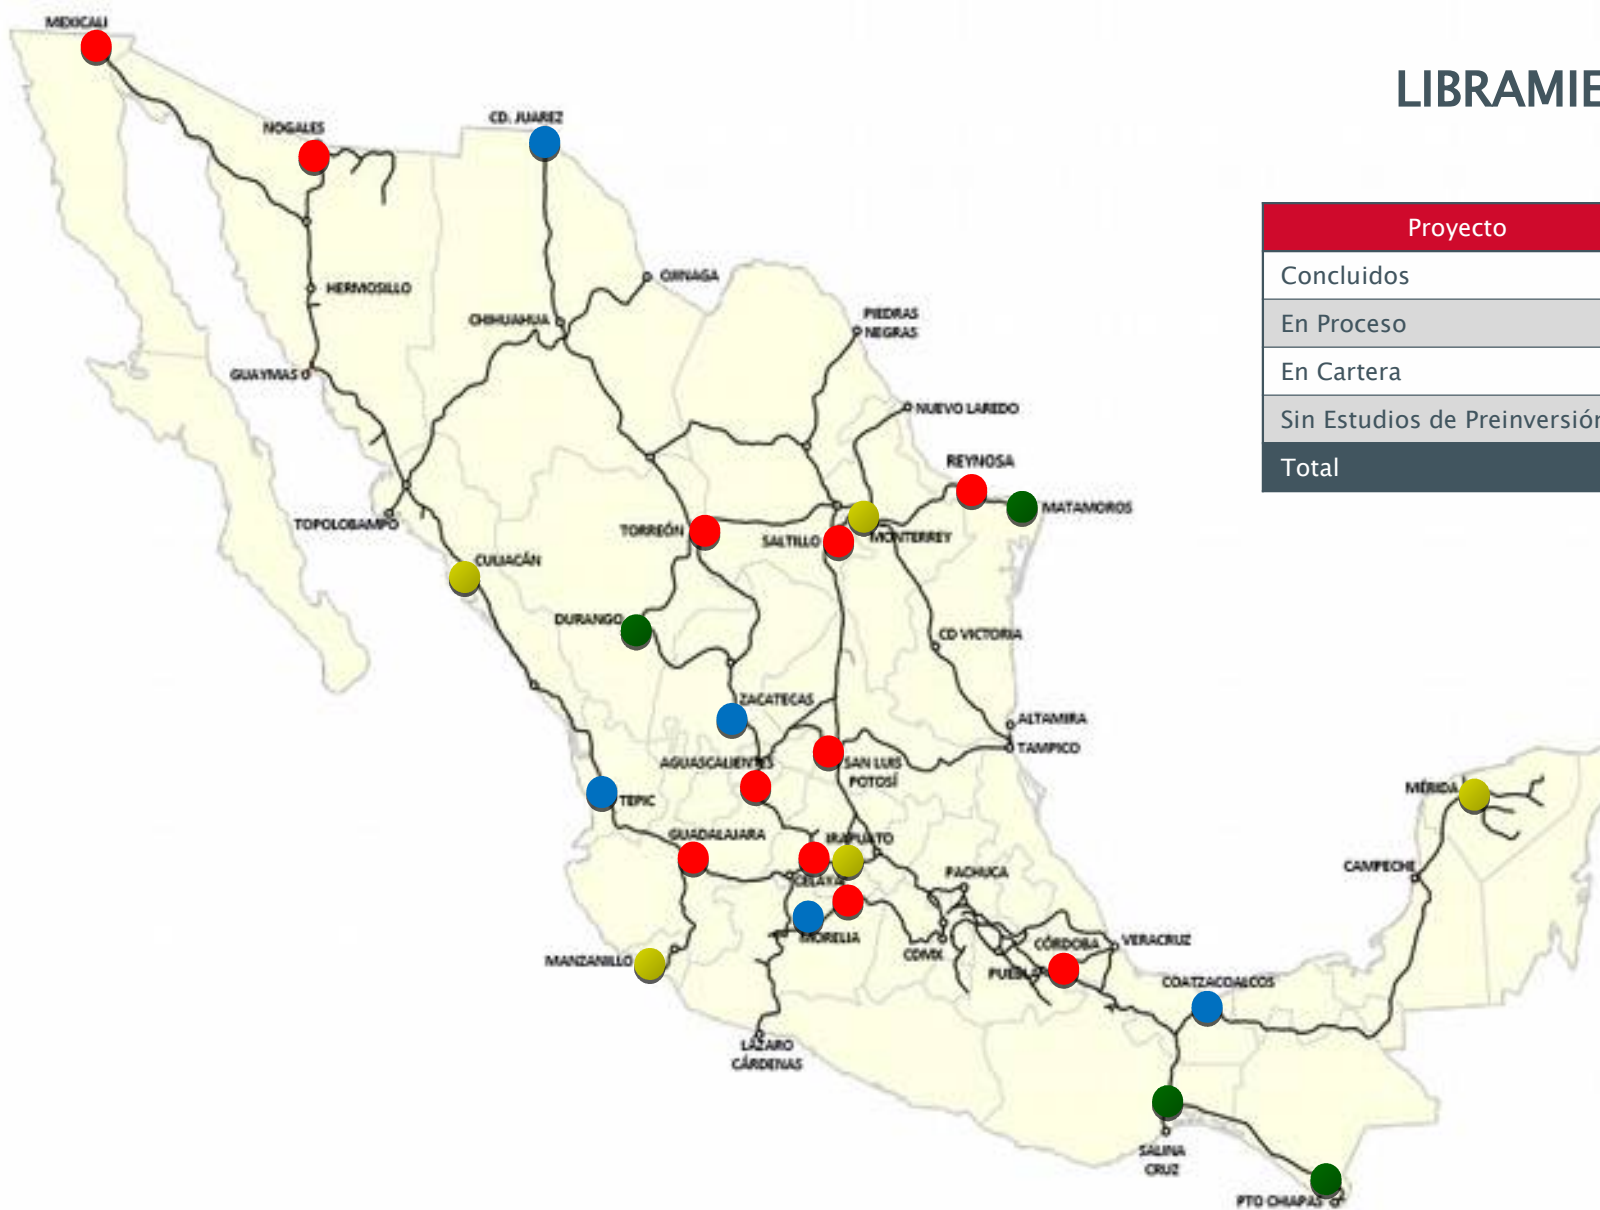 MEXICALI
LIBRAMIE
NOGALES
CD. JUAREZ
Proyecto
Concluidos
En Proceso
En Cartera
Sin Estudios de Preinversión
Total
OJINAGA
HERMOSILLO
CHIHUAHUA
PIEDRAS
NEGRAS
GUAYMAS
NUEVO LAREDO
REYNOSA
MATAMOROS
TOPOLOBAMPO
TORREÓN
SALTILLO
MONTERREY
CULIACÁN
DURANGO
CD VICTORIA
ZACATECAS
ALTAMIRA
TAMPICO
AGUASCALIENTES
SAN LUIS
POTOSÍ
TEPIC
MÉRIDA
GUADALAJARA
IRAPUATO
CELAYA
PACHUCA
CAMPECHE
MORELIA
CDMX
CÓRDOBA
VERACRUZ
MANZANILLO
PUEBLA
COATZACOALCOS
LÁZARO
CÁRDENAS
SALINA
CRUZ
PTO CHIAPAS